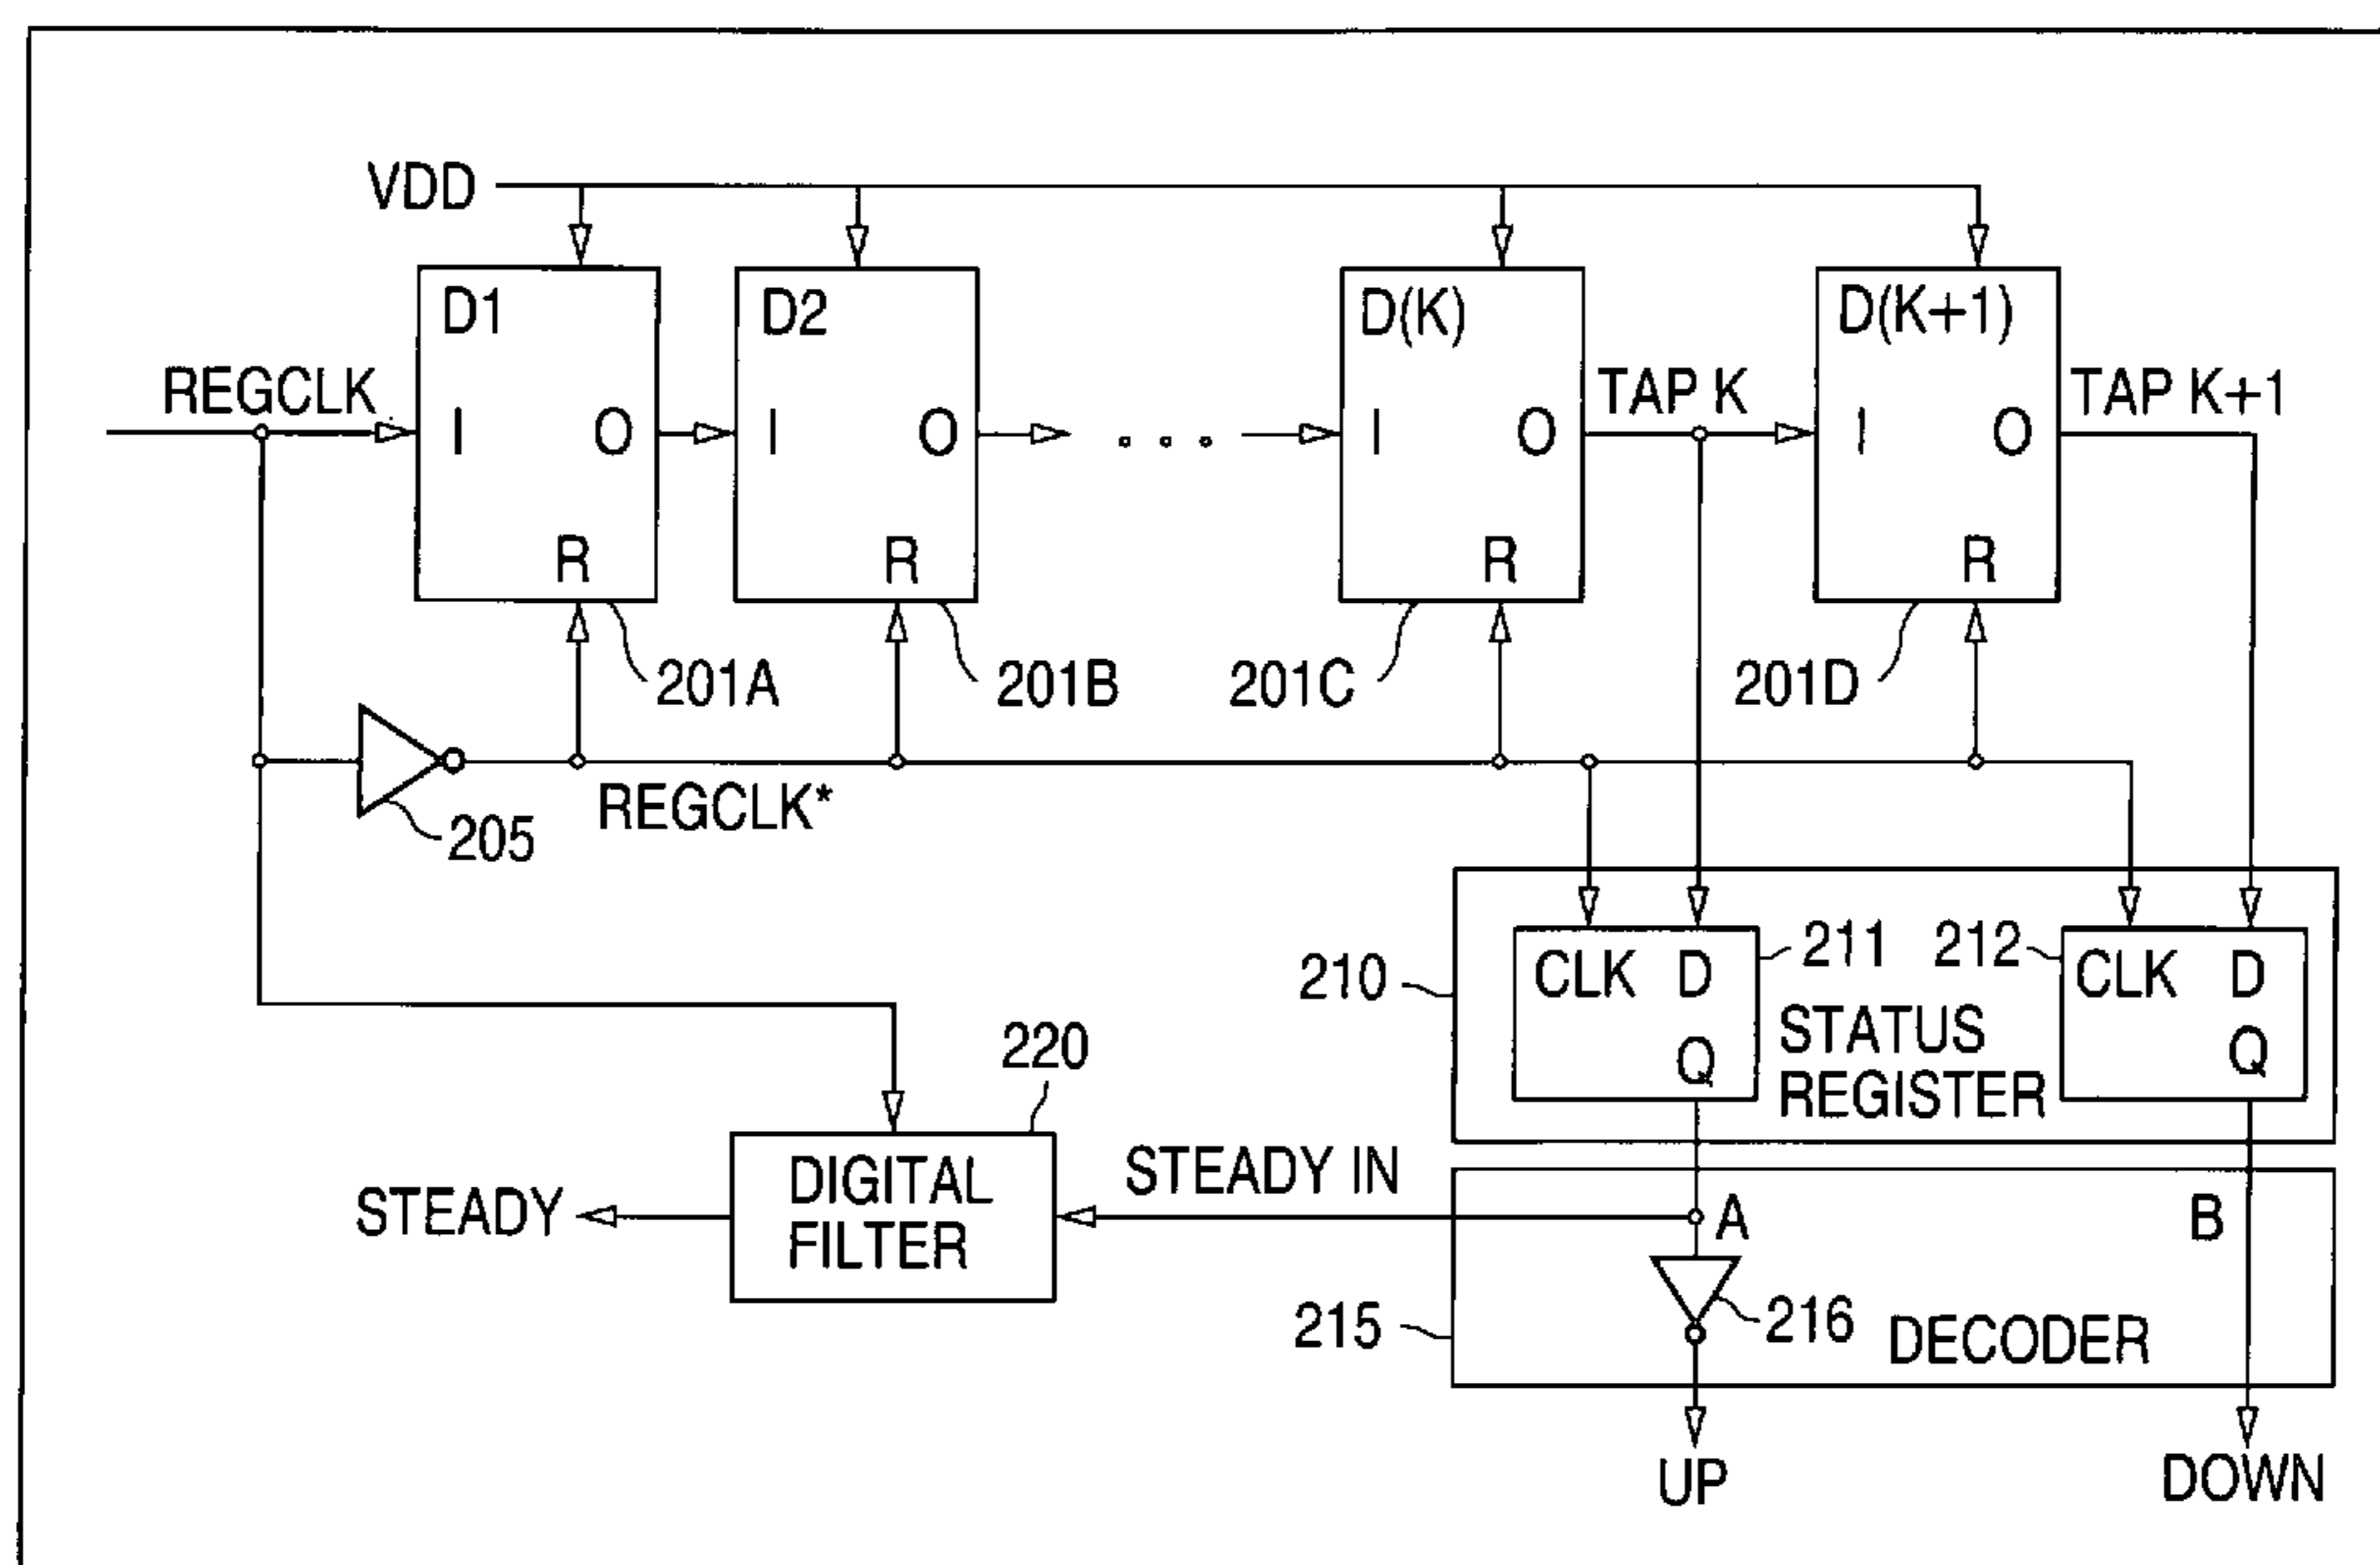 VDD
D1
D2
D(K)
D(K+1)
REGCLK
TAP K
TAP K+1
I
O
I
O
I
O
I
O
R
R
R
R
201A
201B
201C
201D
REGCLK*
205
210
CLK D
211
212
CLK D
STATUS
REGISTER
Q
Q
220
DIGITAL
FILTER
STEADY
STEADY IN
A
B
215
216
DECODER
UP
DOWN